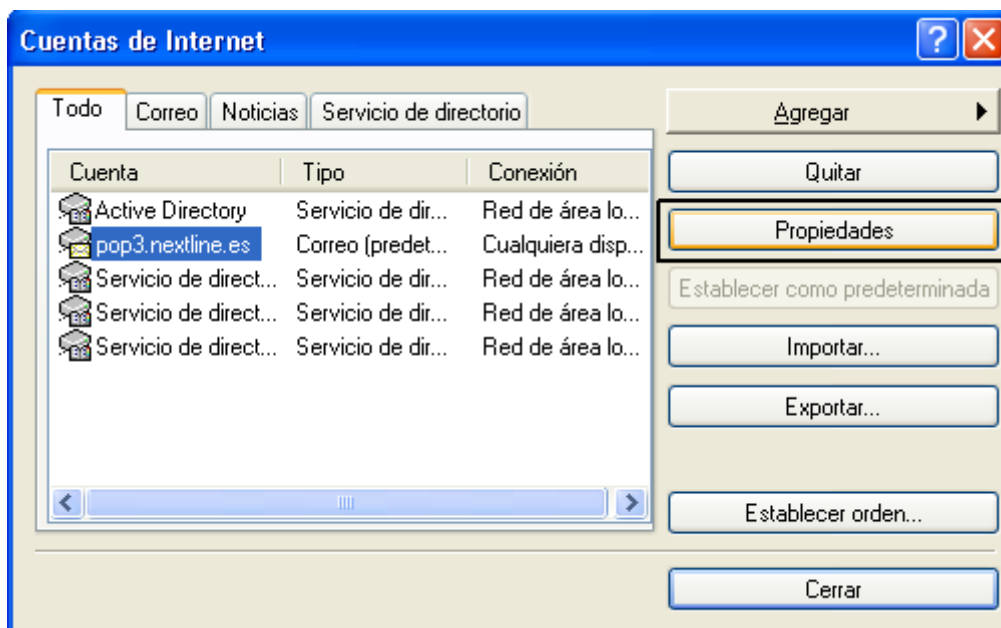 Cuentas de Internet
Todo Correo Noticias Servicio de directorio
Agregar
Cuenta Tipo Conexión
Quitar
Active Directory Servicio de dir... Red de área lo...
Propiedades
pop3.nextline.es Correo (predet... Cualquiera disp...
Servicio de direct... Servicio de dir... Red de área lo...
Establecer como predeterminada
Servicio de direct... Servicio de dir... Red de área lo...
Servicio de direct... Servicio de dir... Red de área lo...
Importar...
Exportar...
Establecer orden...
Cerrar